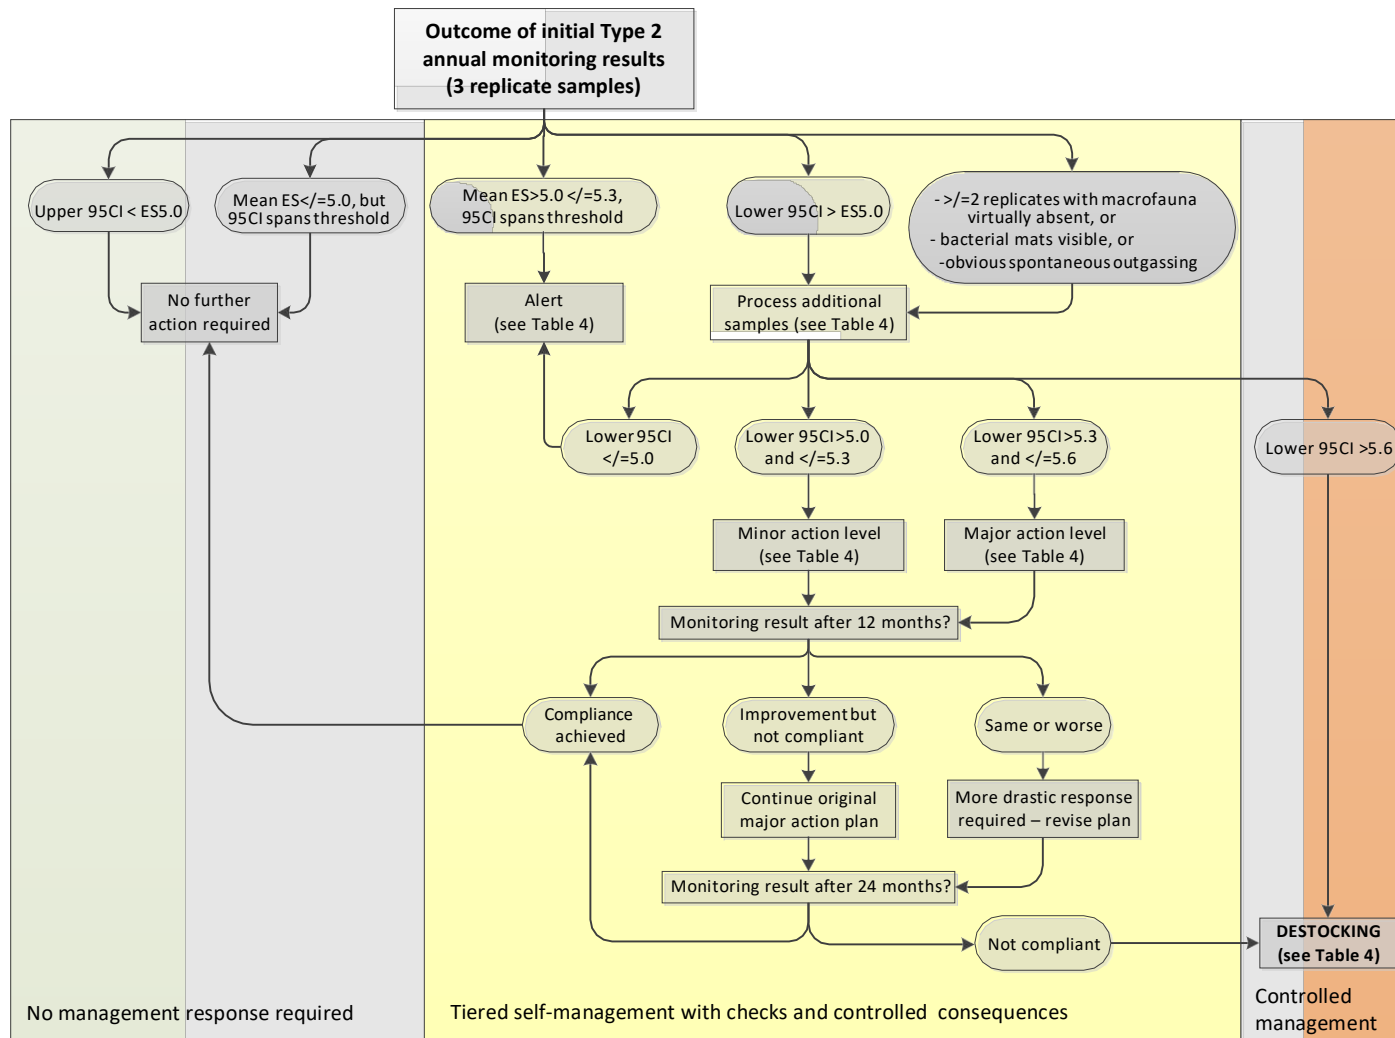 Outcome of initial Type 2
annual monitoring results
(3 replicate samples)
Upper 95CI < ES5.0
Mean ES</=5.0, but
95CI spans threshold
Mean ES>5.0 </=5.3,
95CI spans threshold
Lower 95CI > ES5.0
->/=2 replicates with macrofauna
virtually absent, or
- bacterial mats visible, or
-obvious spontaneous outgassing
No further
action required
Alert
(see Table 4)
Process additional
samples (see Table 4)
Lower 95CI
</=5.0
Lower 95CI>5.0
and </=5.3
Lower 95CI>5.3
and </=5.6
Lower 95CI >5.6
Minor action level
(see Table 4)
Major action level
(see Table 4)
Monitoring result after 12 months?
Compliance
achieved
Improvement but
not compliant
Same or worse
Continue original
major action plan
More drastic response
required – revise plan
Monitoring result after 24 months?
Not compliant
DESTOCKING
(see Table 4)
No management response required
Tiered self-management with checks and controlled consequences
Controlled
management